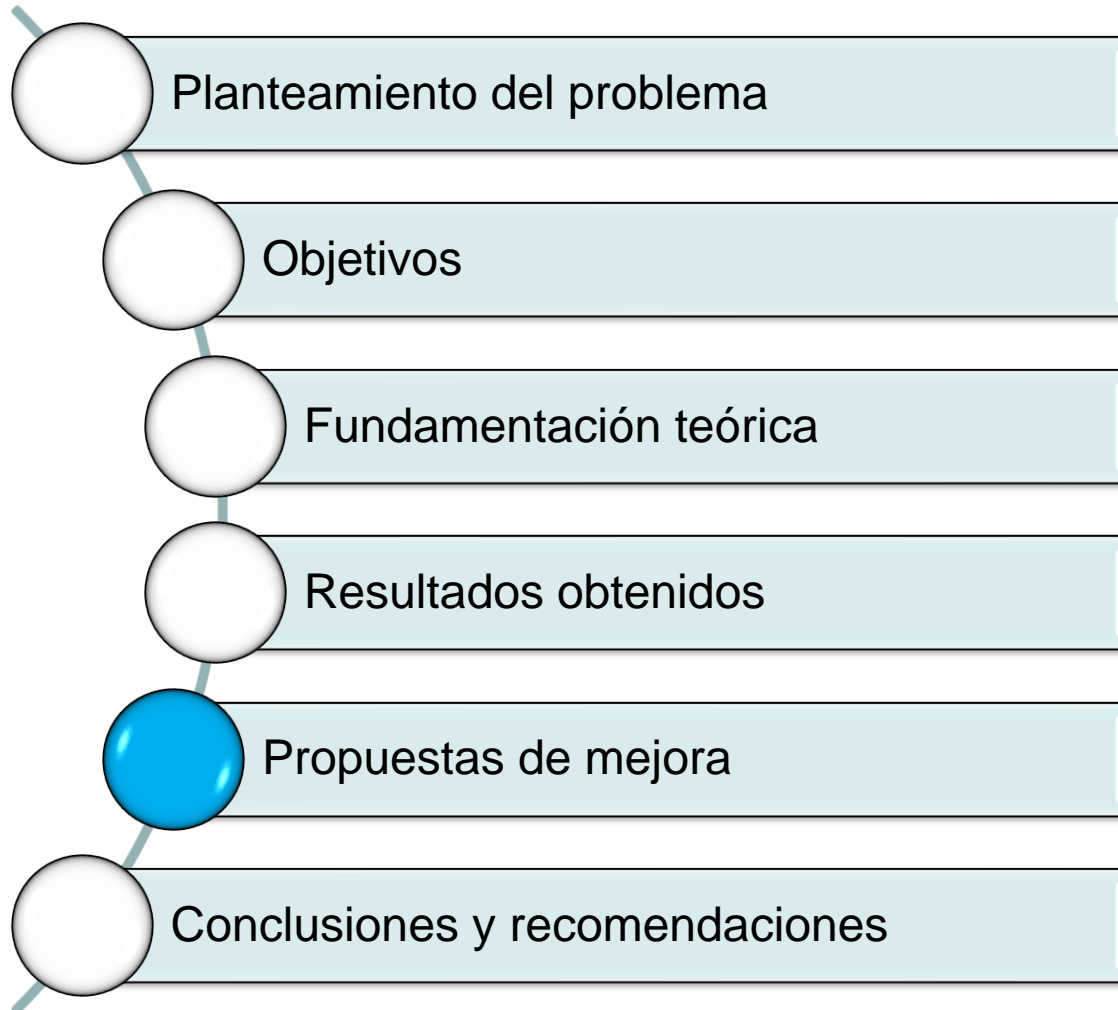 Planteamiento del problema
Objetivos
Fundamentación teórica
Resultados obtenidos
Propuestas de mejora
Conclusiones y recomendaciones